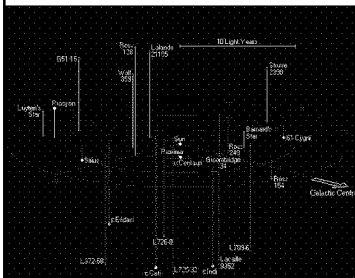 10 Light Years
Ross
128
Lalande
21185
G51-15
Wolf
359
Struve
2398
Luyten's
Star
Procyon
Sun
Barnard's
Star
61 Cygni
Proxima
α Centauri
Ross
248
Sirius
Groombridge
34
Ross
154
Galactic Centre
ε Eridani
L726-8
L789-6
L372-58
L725-32
ε Indi
Lacaille
9352
τ Ceti